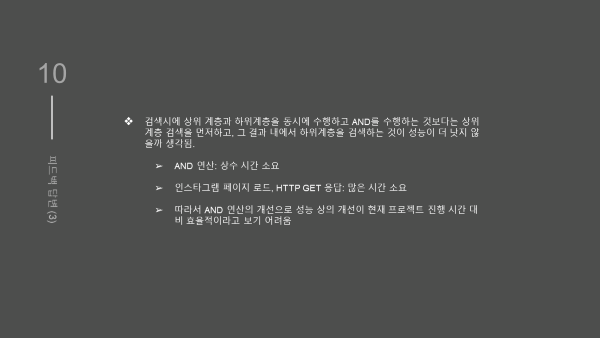 10
피드백 답변 (3)
❖ 검색시에 상위 계층과 하위계층을 동시에 수행하고 AND를 수행하는 것보다는 상위
계층 검색을 먼저하고, 그 결과 내에서 하위계층을 검색하는 것이 성능이 더 낫지 않
을까 생각됨.
➢ AND 연산: 상수 시간 소요
➢ 인스타그램 페이지 로드, HTTP GET 응답: 많은 시간 소요
➢ 따라서 AND 연산의 개선으로 성능 상의 개선이 현재 프로젝트 진행 시간 대
비 효율적이라고 보기 어려움